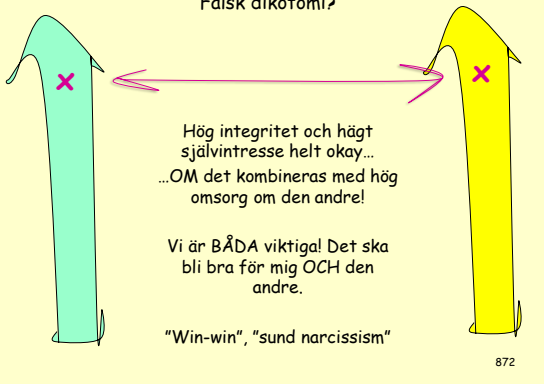 Falsk dikotomi?
Hög integritet och hägt
självintresse helt okay…
…OM det kombineras med hög
omsorg om den andre!
Vi är BÅDA viktiga! Det ska
bli bra för mig OCH den
andre.
"Win-win", "sund narcissism"
872